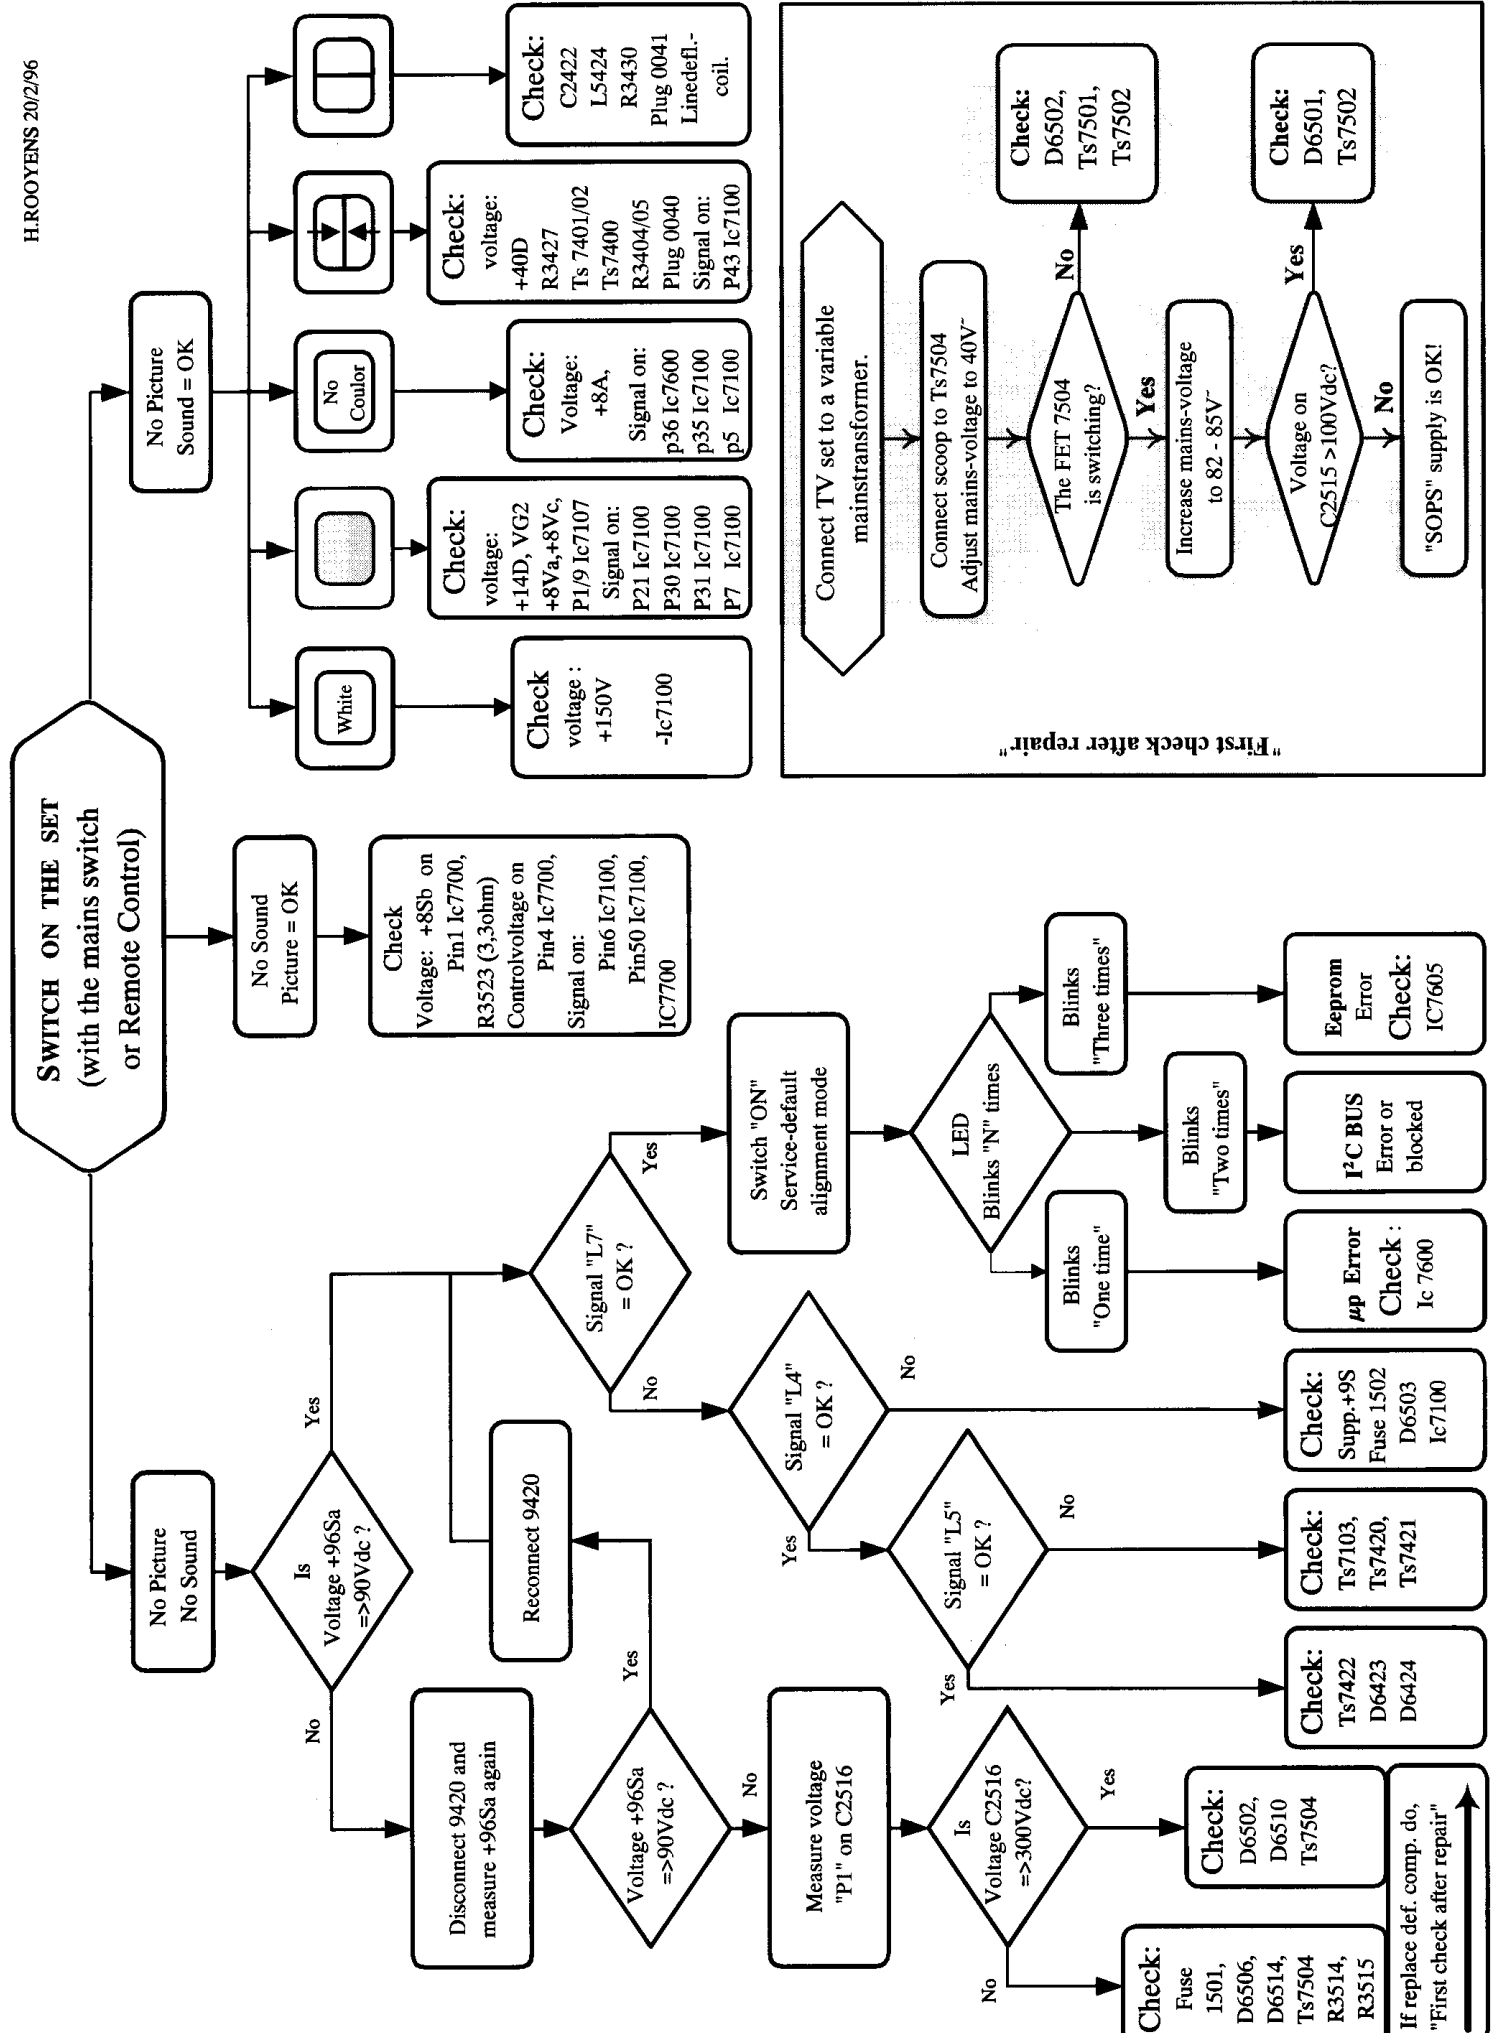 H.ROOYENS 20/2/96
SWITCH ON THE SET
(with the mains switch
or Remote Control)
No Picture
No Sound
Is
Voltage +96Sa
=>90Vdc ?
No
Yes
Disconnect 9420 and
measure +96Sa again
Voltage +96Sa
=>90Vdc ?
Yes
No
Reconnect 9420
Measure voltage
"P1" on C2516
Is
Voltage C2516
=>300Vdc?
No
Yes
Check:
Fuse
1501,
D6506,
D6514,
Ts7504
R3514,
R3515
Check:
D6502,
D6510
Ts7504
If replace def. comp. do,
"First check after repair"
Signal "L7"
= OK ?
No
Yes
Signal "L4"
= OK ?
Yes
No
Signal "L5"
= OK ?
Yes
No
Check:
Ts7422
D6423
D6424
Check:
Ts7103,
Ts7420,
Ts7421
Check:
Supp.+9S
Fuse 1502
D6503
Ic7100
Switch "ON"
Service-default
alignment mode
LED
Blinks "N" times
Blinks
"One time"
Blinks
"Two times"
Blinks
"Three times"
µp Error
Check :
Ic 7600
I²C BUS
Error or
blocked
Eeprom
Error
Check:
IC7605
No Sound
Picture = OK
Check
Voltage: +8Sb on
Pin1 Ic7700,
R3523 (3,3ohm)
Controlvoltage on
Pin4 Ic7700,
Signal on:
Pin6 Ic7100,
Pin50 Ic7100,
IC7700
No Picture
Sound = OK
White
Check
voltage :
+150V
-Ic7100
Check:
voltage:
+14D, VG2
+8Va,+8Vc,
P1/9 Ic7107
Signal on:
P21 Ic7100
P30 Ic7100
P31 Ic7100
P7 Ic7100
No
Coulor
Check:
Voltage:
+8A,
Signal on:
p36 Ic7600
p35 Ic7100
p5 Ic7100
Check:
voltage:
+40D
R3427
Ts 7401/02
Ts7400
R3404/05
Plug 0040
Signal on:
P43 Ic7100
Check:
C2422
L5424
R3430
Plug 0041
Linedefl.-
coil.
"First check after repair"
Connect TV set to a variable
mainstransformer.
Connect scoop to Ts7504
Adjust mains-voltage to 40V~
The FET 7504
is switching?
No
Yes
Check:
D6502,
Ts7501,
Ts7502
Increase mains-voltage
to 82 - 85V~
Voltage on
C2515 >100Vdc?
Yes
No
Check:
D6501,
Ts7502
"SOPS" supply is OK!